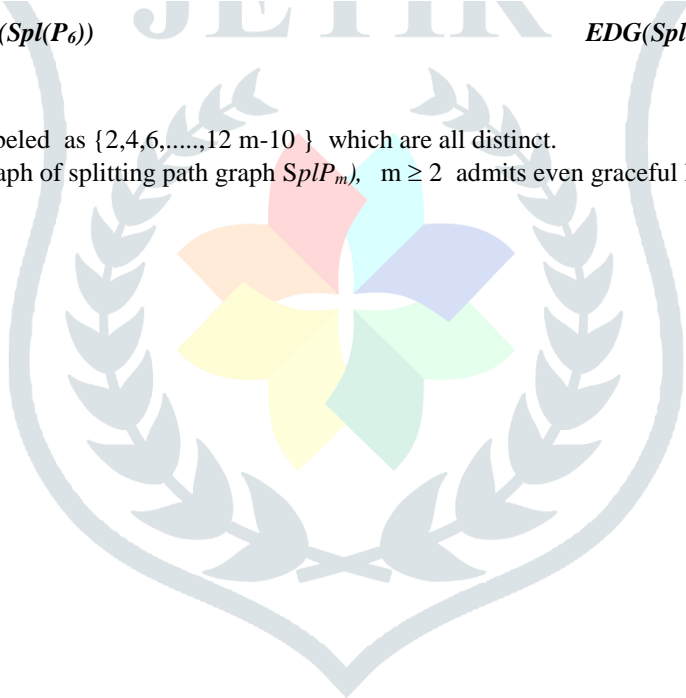 JETIR
(Spl(P₆)) EDG(Spl
beled as {2,4,6,.....,12 m-10 } which are all distinct.
aph of splitting path graph SplPₘ), m ≥ 2 admits even graceful